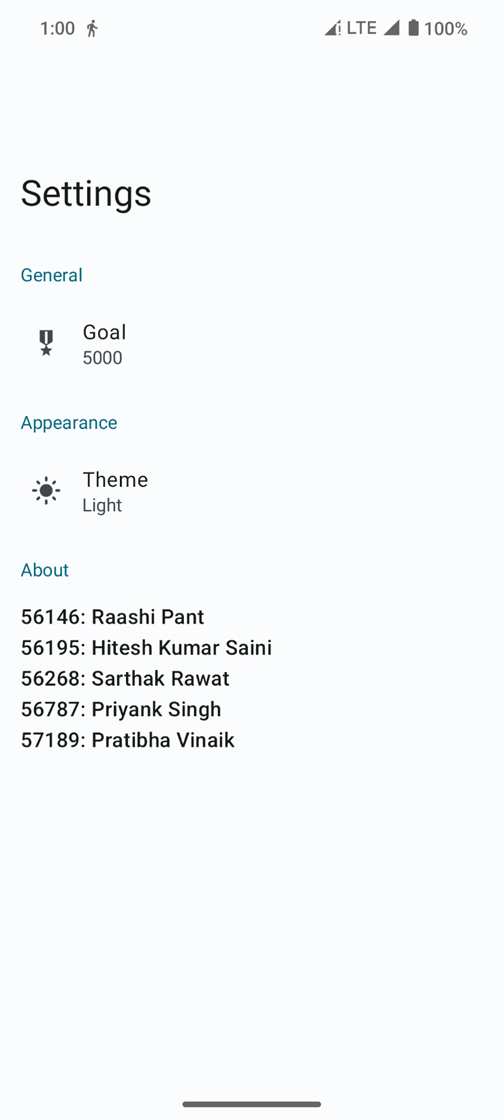 1:00 LTE 100%
Settings
General
Goal
5000
Appearance
Theme
Light
About
56146: Raashi Pant
56195: Hitesh Kumar Saini
56268: Sarthak Rawat
56787: Priyank Singh
57189: Pratibha Vinaik